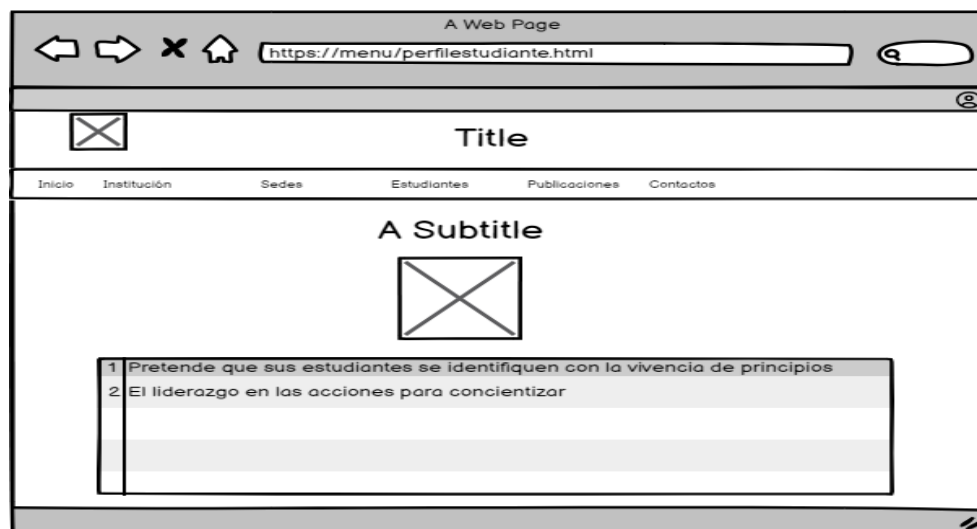 A Web Page
https://menu/perfilestudiante.html
Title
Inicio Institución Sedes Estudiantes Publicaciones Contactos
A Subtitle
1 Pretende que sus estudiantes se identifiquen con la vivencia de principios
2 El liderazgo en las acciones para concientizar